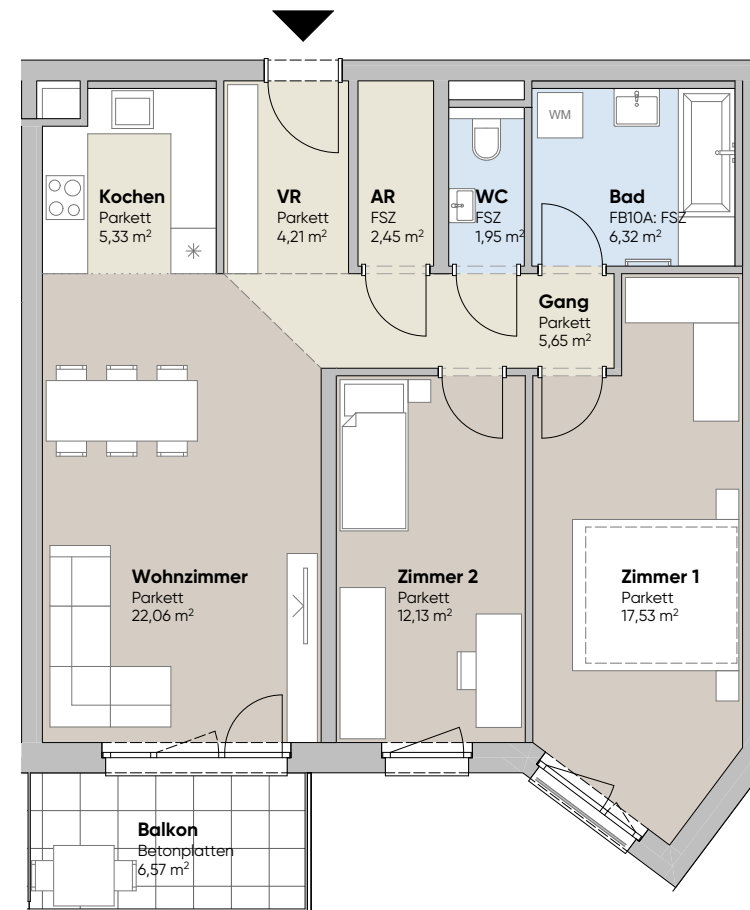 Kochen
Parkett
5,33 m²
VR
Parkett
4,21 m²
AR
FSZ
2,45 m²
WC
FSZ
1,95 m²
WM
Bad
FB10A: FSZ
6,32 m²
Gang
Parkett
5,65 m²
Wohnzimmer
Parkett
22,06 m²
Zimmer 2
Parkett
12,13 m²
Zimmer 1
Parkett
17,53 m²
Balkon
Betonplatten
6,57 m²